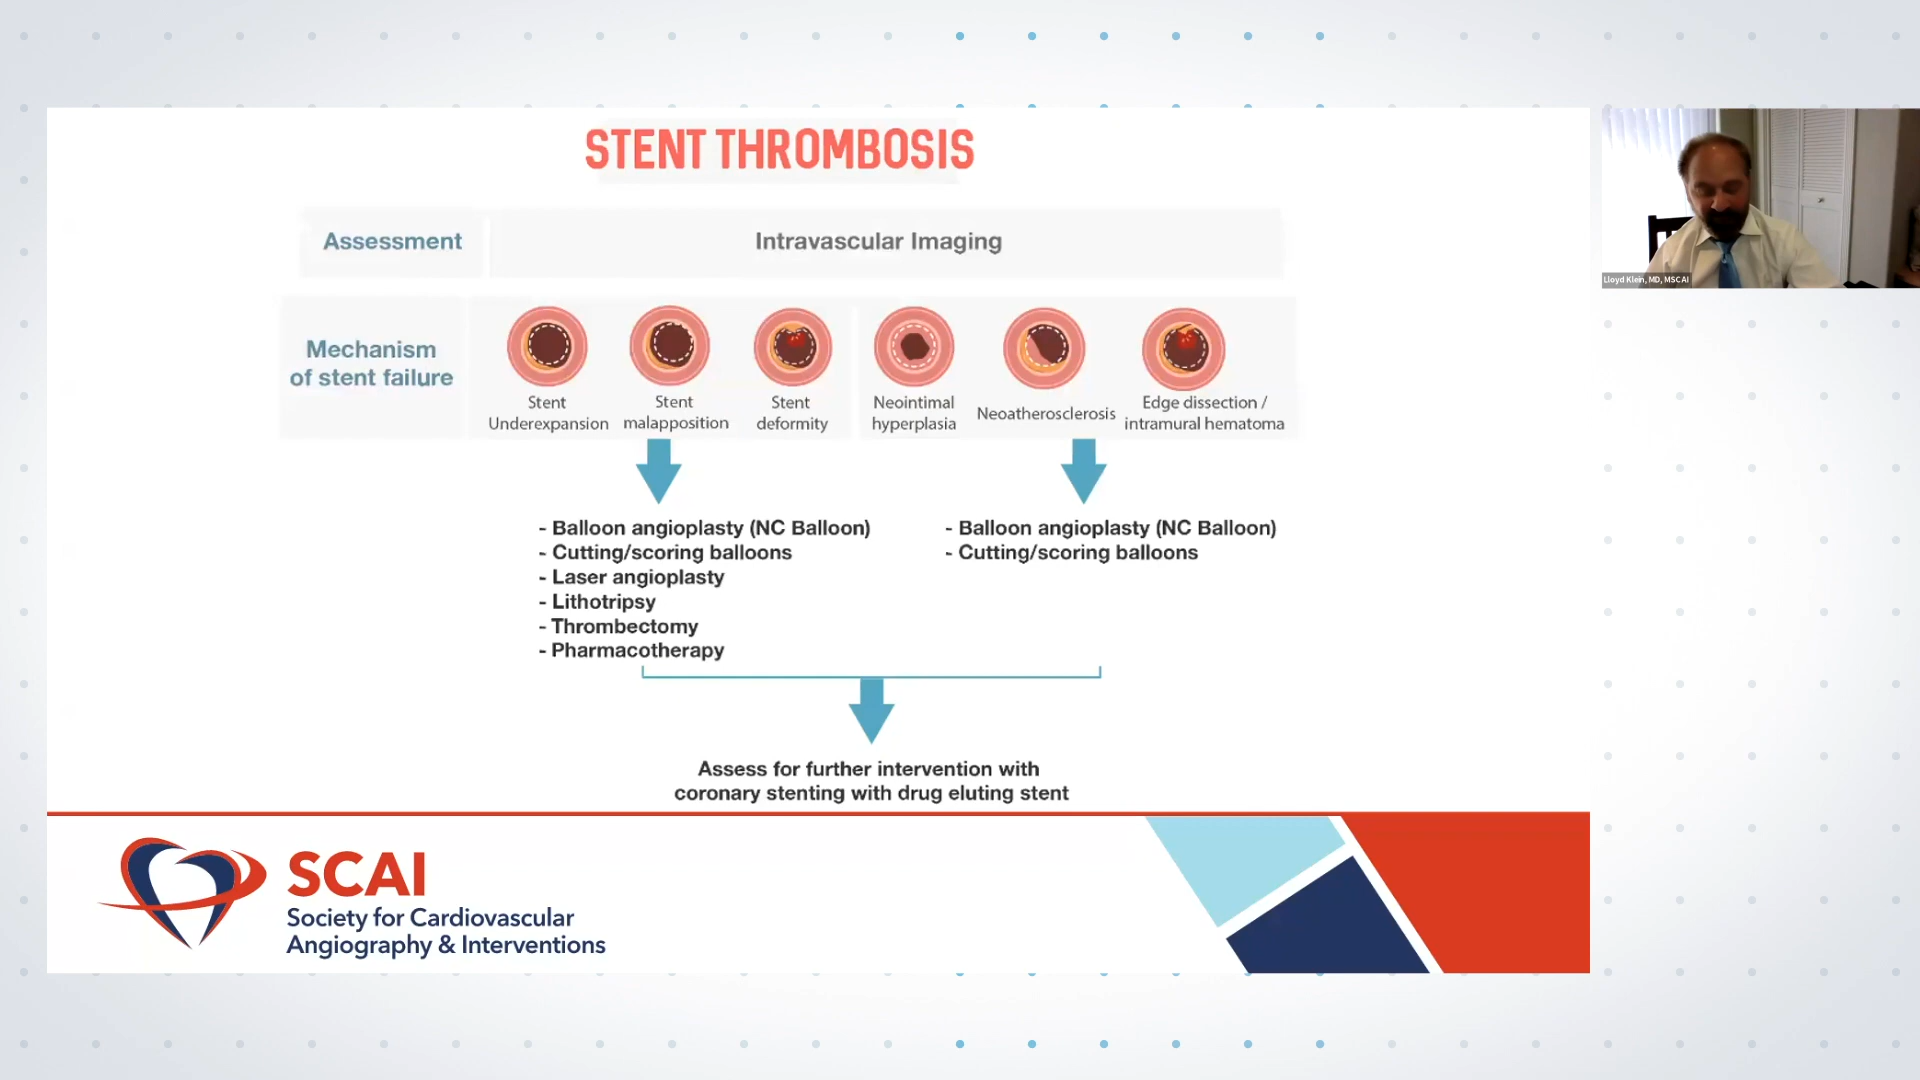 STENT THROMBOSIS
Assessment
Intravascular Imaging
Mechanism
of stent failure
Stent
Underexpansion
Stent
malapposition
Stent
deformity
Neointimal
hyperplasia
Neoatherosclerosis
Edge dissection /
intramural hematoma
- Balloon angioplasty (NC Balloon)
- Cutting/scoring balloons
- Laser angioplasty
- Lithotripsy
- Thrombectomy
- Pharmacotherapy
- Balloon angioplasty (NC Balloon)
- Cutting/scoring balloons
Assess for further intervention with
coronary stenting with drug eluting stent
SCAI
Society for Cardiovascular
Angiography & Interventions
Lloyd Klein, MD, MSCAI